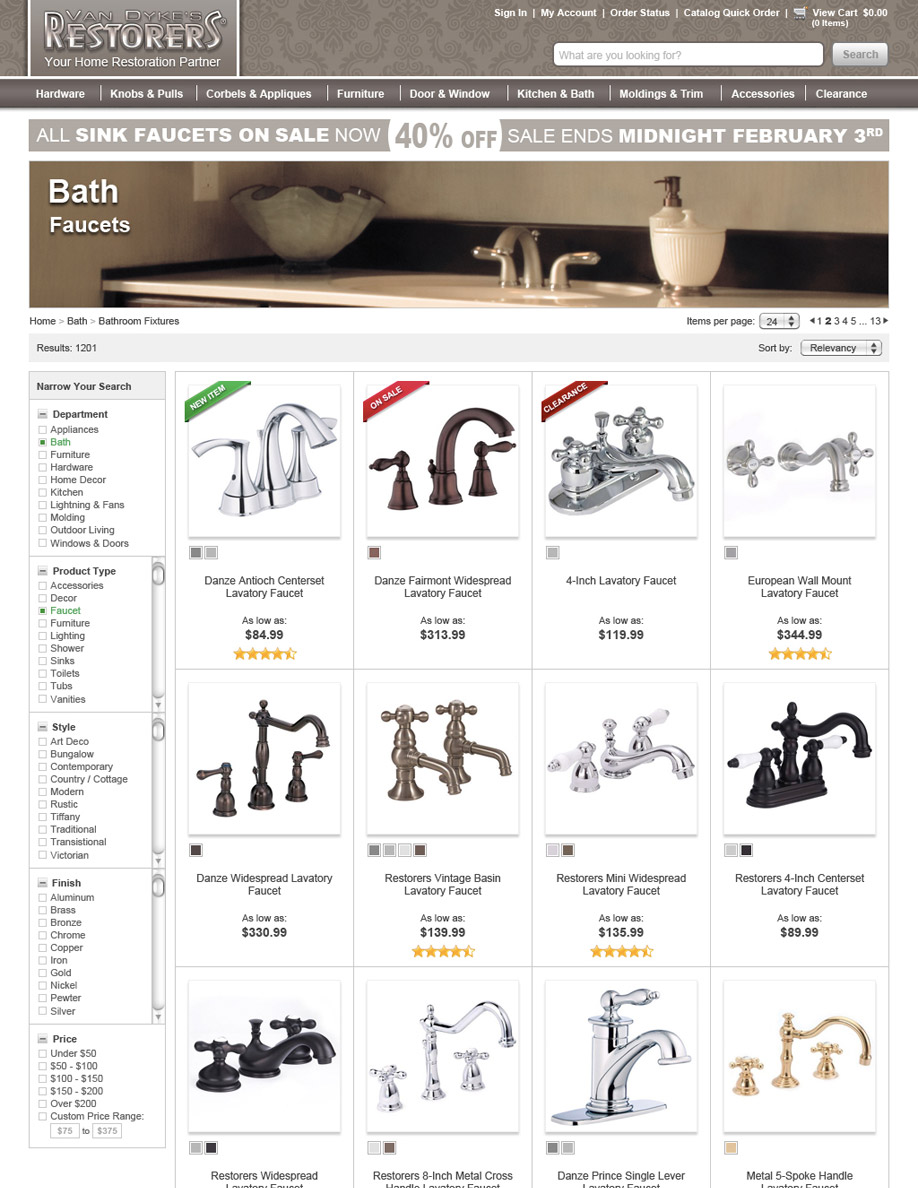 VAN DYKE'S
RESTORERS®
Your Home Restoration Partner
Sign In | My Account | Order Status | Catalog Quick Order | View Cart $0.00
(0 Items)
What are you looking for?
Search
Hardware | Knobs & Pulls | Corbels & Appliques | Furniture | Door & Window | Kitchen & Bath | Moldings & Trim | Accessories | Clearance
ALL SINK FAUCETS ON SALE NOW 40% OFF SALE ENDS MIDNIGHT FEBRUARY 3RD
Bath
Faucets
Home > Bath > Bathroom Fixtures
Items per page: 24 1 2 3 4 5 ... 13
Results: 1201
Sort by: Relevancy
Narrow Your Search
Department
Appliances
Bath
Furniture
Hardware
Home Decor
Kitchen
Lightning & Fans
Molding
Outdoor Living
Windows & Doors
Product Type
Accessories
Decor
Faucet
Furniture
Lighting
Shower
Sinks
Toilets
Tubs
Vanities
Style
Art Deco
Bungalow
Contemporary
Country / Cottage
Modern
Rustic
Tiffany
Traditional
Transistional
Victorian
Finish
Aluminum
Brass
Bronze
Chrome
Copper
Iron
Gold
Nickel
Pewter
Silver
Price
Under $50
$50 - $100
$100 - $150
$150 - $200
Over $200
Custom Price Range:
$75 to $375
NEW ITEM
Danze Antioch Centerset
Lavatory Faucet
As low as:
$84.99
ON SALE
Danze Fairmont Widespread
Lavatory Faucet
As low as:
$313.99
CLEARANCE
4-Inch Lavatory Faucet
As low as:
$119.99
European Wall Mount
Lavatory Faucet
As low as:
$344.99
Danze Widespread Lavatory
Faucet
As low as:
$330.99
Restorers Vintage Basin
Lavatory Faucet
As low as:
$139.99
Restorers Mini Widespread
Lavatory Faucet
As low as:
$135.99
Restorers 4-Inch Centerset
Lavatory Faucet
As low as:
$89.99
Restorers Widespread
Lavatory Faucet
Restorers 8-Inch Metal Cross
Handle Lavatory Faucet
Danze Prince Single Lever
Lavatory Faucet
Metal 5-Spoke Handle
Lavatory Faucet